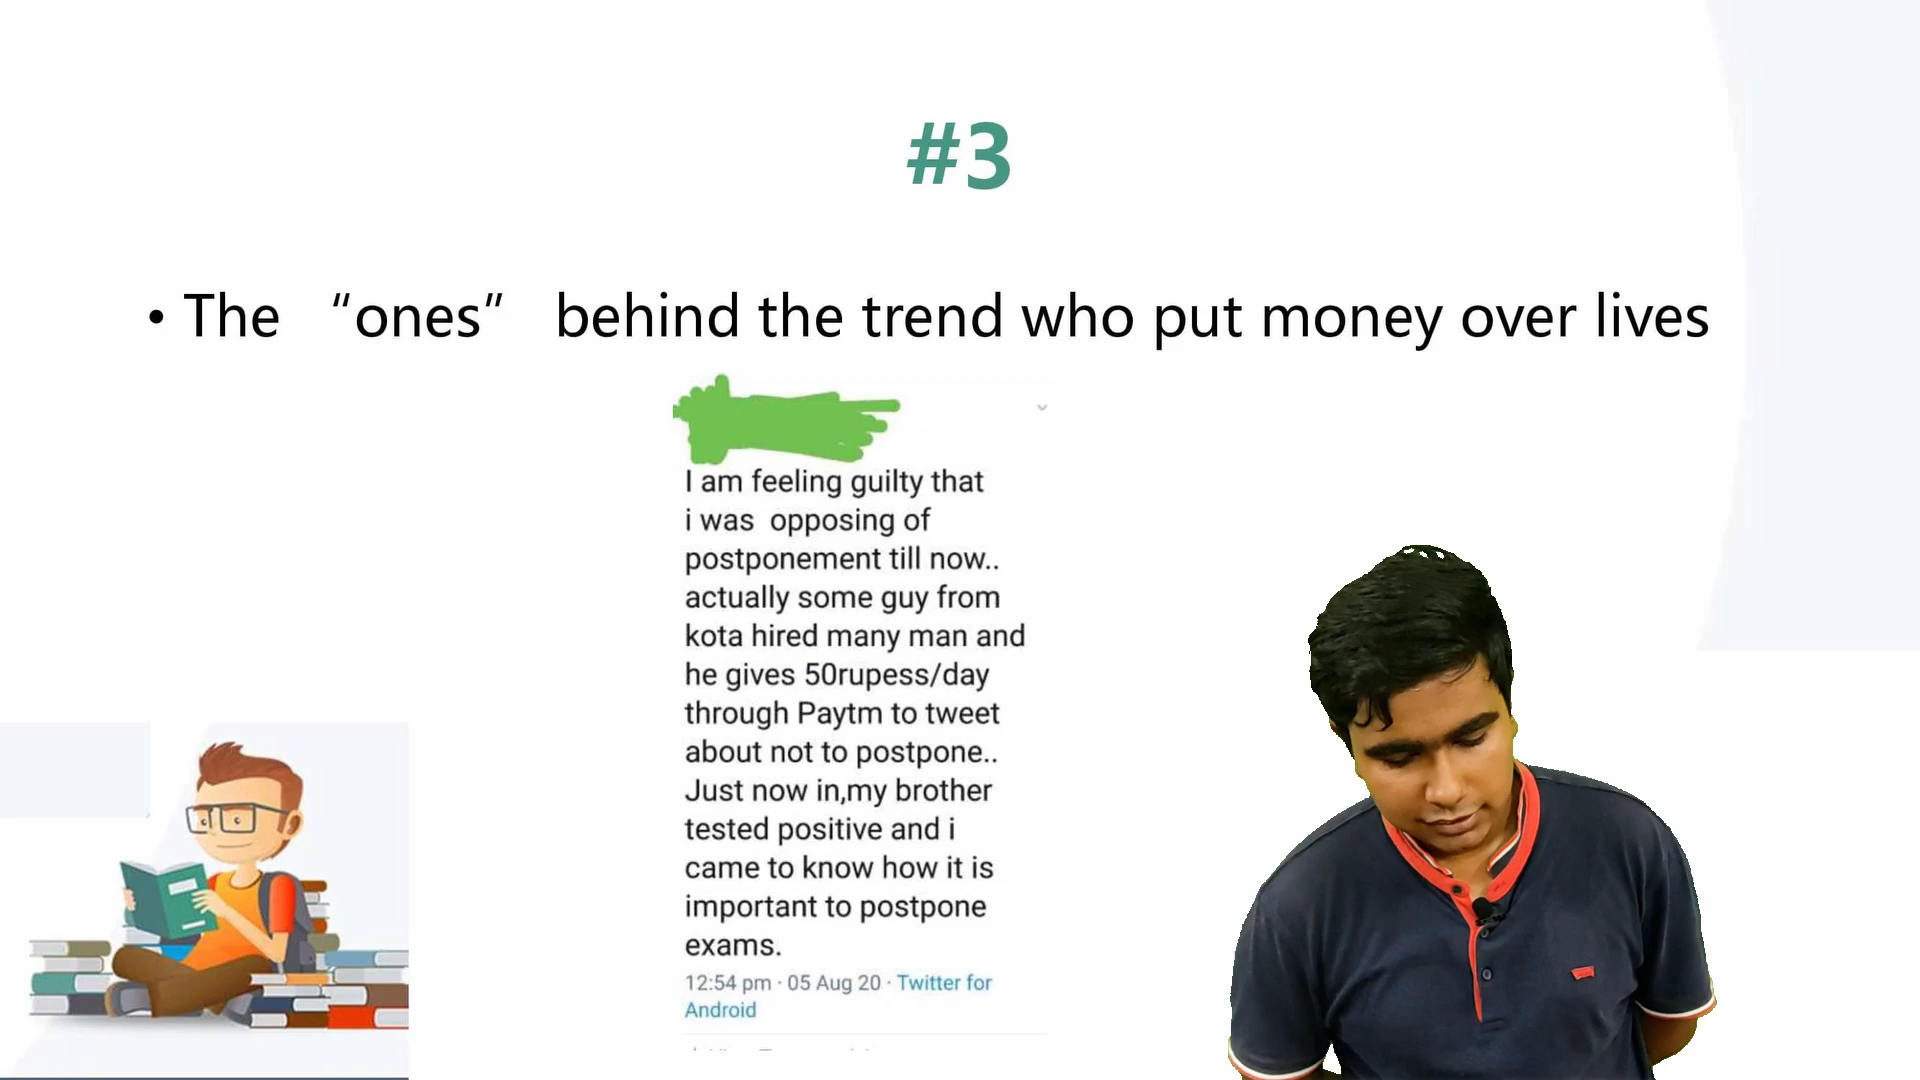 #3
• The “ones” behind the trend who put money over lives
I am feeling guilty that
i was opposing of
postponement till now..
actually some guy from
kota hired many man and
he gives 50rupess/day
through Paytm to tweet
about not to postpone..
Just now in,my brother
tested positive and i
came to know how it is
important to postpone
exams.
12:54 pm · 05 Aug 20 · Twitter for
Android